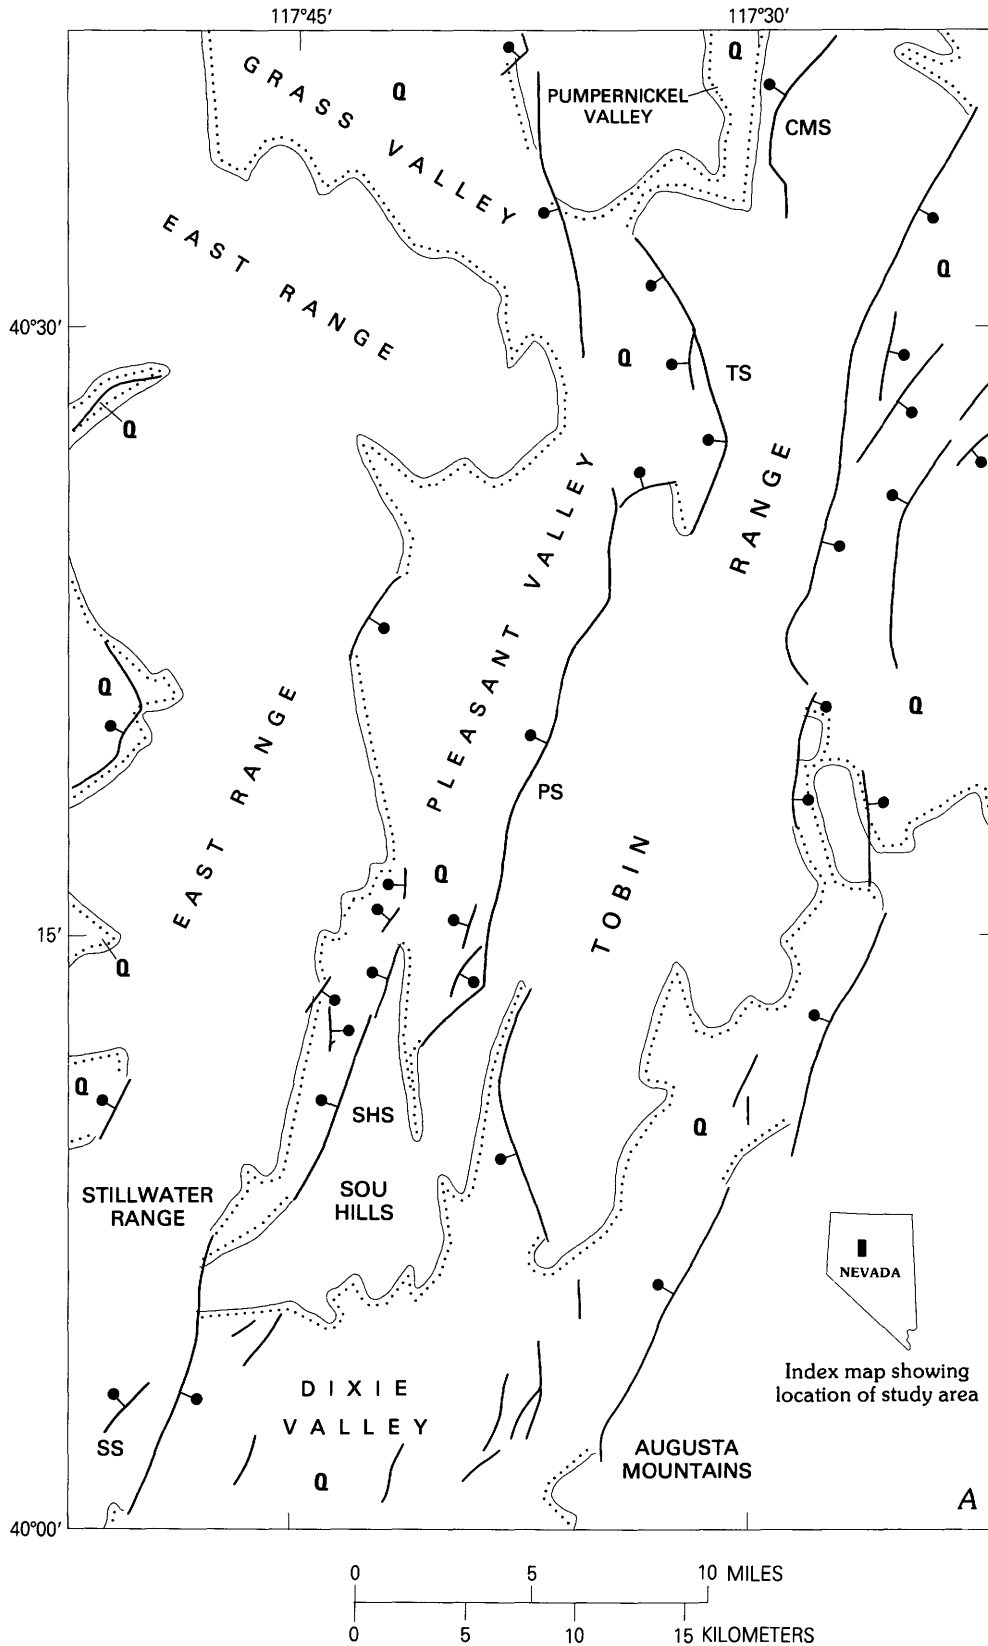 117°45′
117°30′
GRASS VALLEY
Q
Q
PUMPERNICKEL
VALLEY
CMS
EAST RANGE
Q
40°30′
Q
TS
Q
RANGE
PLEASANT VALLEY
Q
EAST RANGE
Q
PS
TOBIN
Q
15′
Q
Q
SHS
Q
STILLWATER
RANGE
SOU
HILLS
NEVADA
Index map showing
location of study area
DIXIE
VALLEY
SS
Q
AUGUSTA
MOUNTAINS
A
40°00′
0 5 10 MILES
0 5 10 15 KILOMETERS